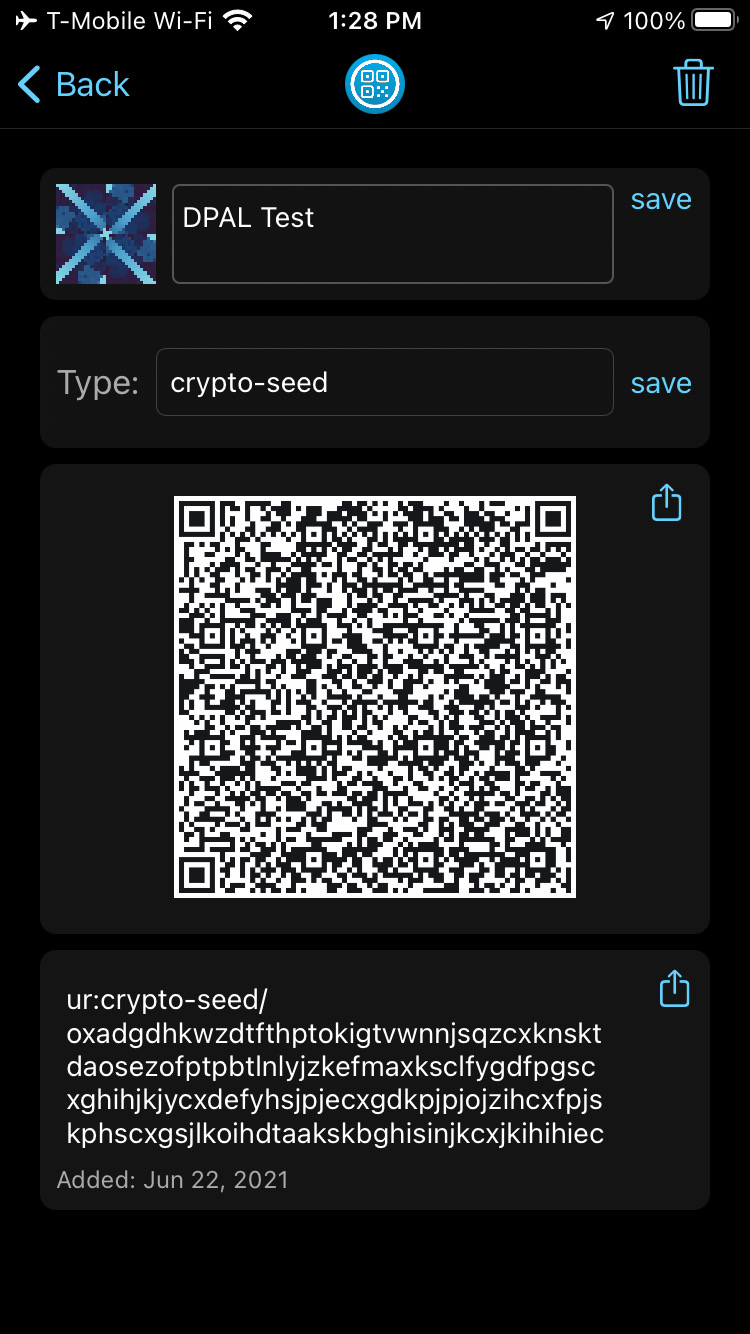 T-Mobile Wi-Fi 1:28 PM 100%
Back
DPAL Test
save
Type: crypto-seed save
ur:crypto-seed/
oxadgdhkwzdtfthptokigtvwnnjsqzcxknskt
daosezofptpbtlnlyjzkefmaxksclfygdfpgsc
xghihjkjycxdefyhsjpjecxgdkpjpjojzihcxfpjs
kphscxgsjlkoihdtaakskbghisinjkcxjkihihiec
Added: Jun 22, 2021